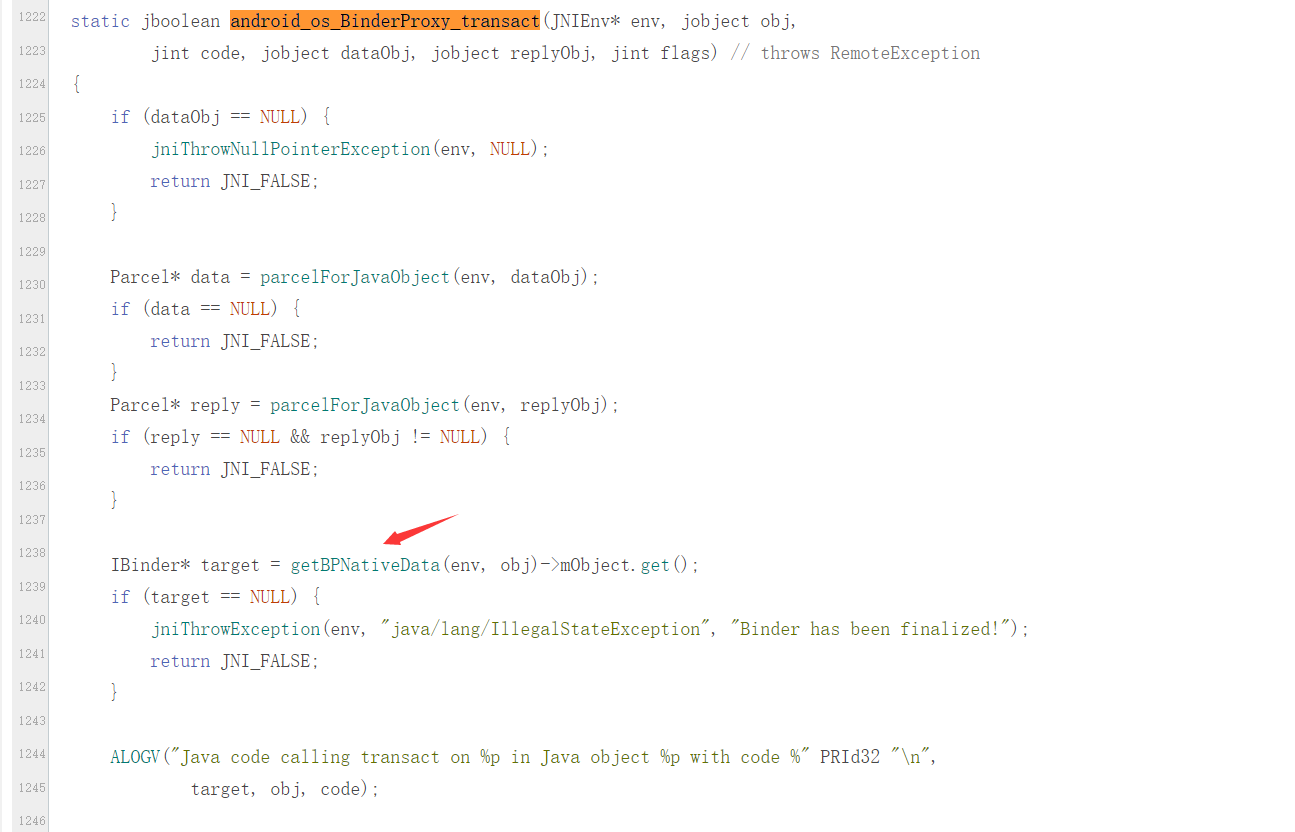 1222 static jboolean android_os_BinderProxy_transact(JNIEnv* env, jobject obj,
1223         jint code, jobject dataObj, jobject replyObj, jint flags) // throws RemoteException
1224 {
1225     if (dataObj == NULL) {
1226         jniThrowNullPointerException(env, NULL);
1227         return JNI_FALSE;
1228     }
1229
1230     Parcel* data = parcelForJavaObject(env, dataObj);
1231     if (data == NULL) {
1232         return JNI_FALSE;
1233     }
1234     Parcel* reply = parcelForJavaObject(env, replyObj);
1235     if (reply == NULL && replyObj != NULL) {
1236         return JNI_FALSE;
1237     }
1238
1239     IBinder* target = getBPNativeData(env, obj)->mObject.get();
1240     if (target == NULL) {
1241         jniThrowException(env, "java/lang/IllegalStateException", "Binder has been finalized!");
1242         return JNI_FALSE;
1243     }
1244
1245     ALOGV("Java code calling transact on %p in Java object %p with code %" PRId32 "\n",
1246             target, obj, code);